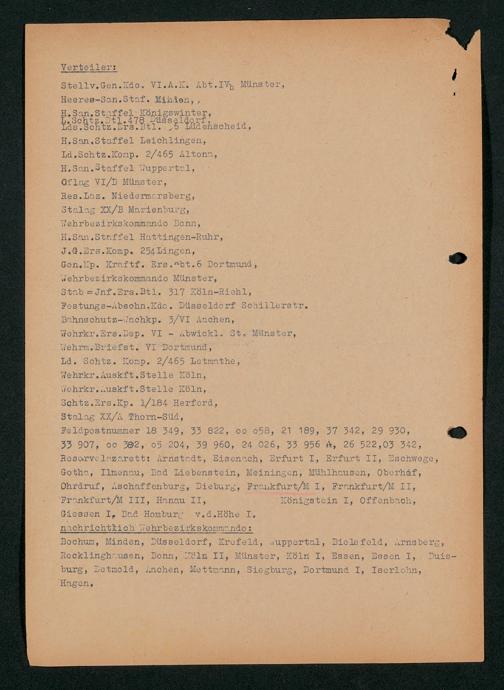 Verteiler:
Stellv.Gen.Kdo. VI.A.K. Abt.IVb Münster,
Heeres-San.Staf. Minden,,
H.San.Staffel Königswinter,
L.Schtz.Btl.478 Düsseldorf,
Lds.Schtz.Ers.Btl. 6 Lüdenscheid,
H.San.Staffel Leichlingen,
Ld.Schtz.Komp. 2/465 Altona,
H.San.Staffel Wuppertal,
Oflag VI/D Münster,
Res.Laz. Niedermarsberg,
Stalag XX/B Marienburg,
Wehrbezirkskommando Bonn,
H.San.Staffel Hattingen-Ruhr,
J.G.Ers.Komp. 254Lingen,
Gen.Kp. Kraftf. Ers.Abt.6 Dortmund,
Wehrbezirkskommando Münster,
Stab=Jnf.Ers.Btl. 317 Köln-Riehl,
Festungs-Abschn.Kdo. Düsseldorf Schillerstr.
Bahnschutz-Wachkp. 3/VI Aachen,
Wehrkr.Ers.Dep. VI - Abwickl. St. Münster,
Wehrm.Briefst. VI Dortmund,
Ld. Schtz. Komp. 2/465 Letmathe,
Wehrkr.Auskft.Stelle Köln,
Wehrkr.Auskft.Stelle Köln,
Schtz.Ers.Kp. 1/184 Herford,
Stalag XX/A Thorn-Süd,
Feldpostnummer 18 349, 33 822, oo 058, 21 189, 37 342, 29 930,
33 907, oo 392, o5 204, 39 960, 24 026, 33 956 A, 26 522,03 342,
Reservelazarett: Arnstadt, Eisenach, Erfurt I, Erfurt II, Eschwege,
Gotha, Ilmenau, Bad Liebenstein, Meiningen, Mühlhausen, Oberhof,
Ohrdruf, Aschaffenburg, Dieburg, Frankfurt/M I, Frankfurt/M II,
Frankfurt/M III, Hanau II, Königstein I, Offenbach,
Giessen I, Bad Homburg v.d.Höhe I.
nachrichtlich Wehrbezirkskommando:
Bochum, Minden, Düsseldorf, Krefeld, Wuppertal, Bielefeld, Arnsberg,
Recklinghausen, Bonn, Köln II, Münster, Köln I, Essen, Essen I, Duis-
burg, Detmold, Aachen, Mettmann, Siegburg, Dortmund I, Iserlohn,
Hagen.